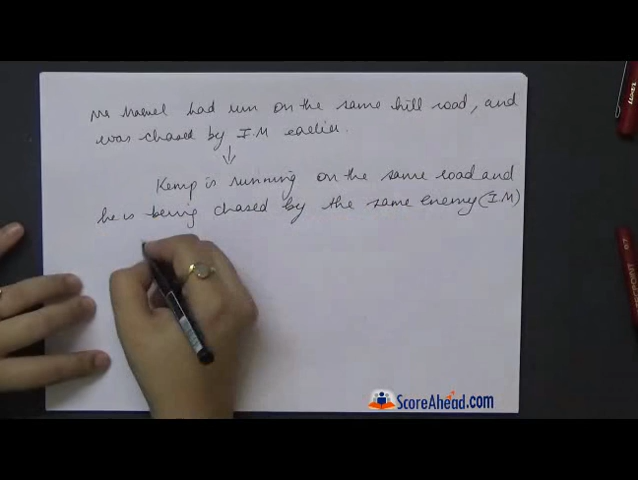 Mr Marvel had run on the same hill road, and
was chased by I.M earlier.
Kemp is running on the same road and
he is being chased by the same enemy (I.M)
ScoreAhead.com